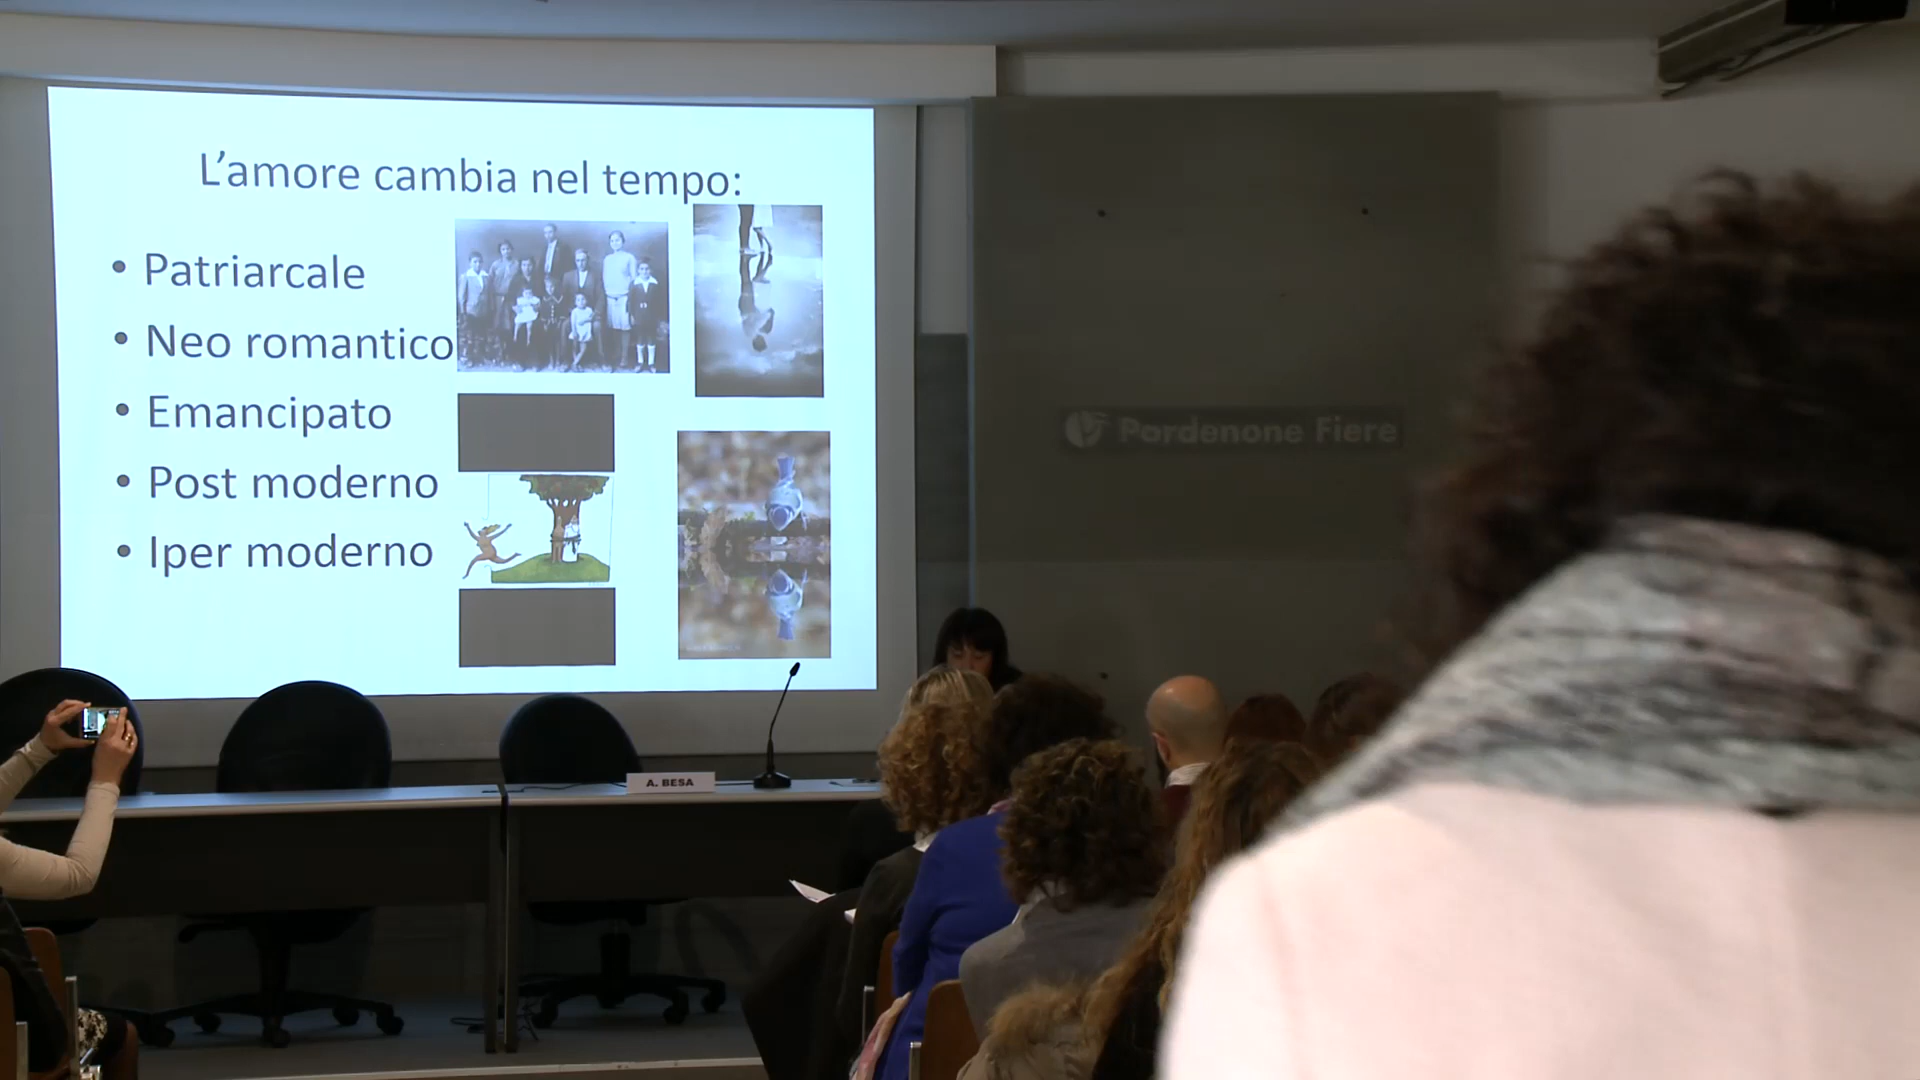 L'amore cambia nel tempo:
• Patriarcale
• Neo romantico
• Emancipato
• Post moderno
• Iper moderno
Pordenone Fiere
A. BESA